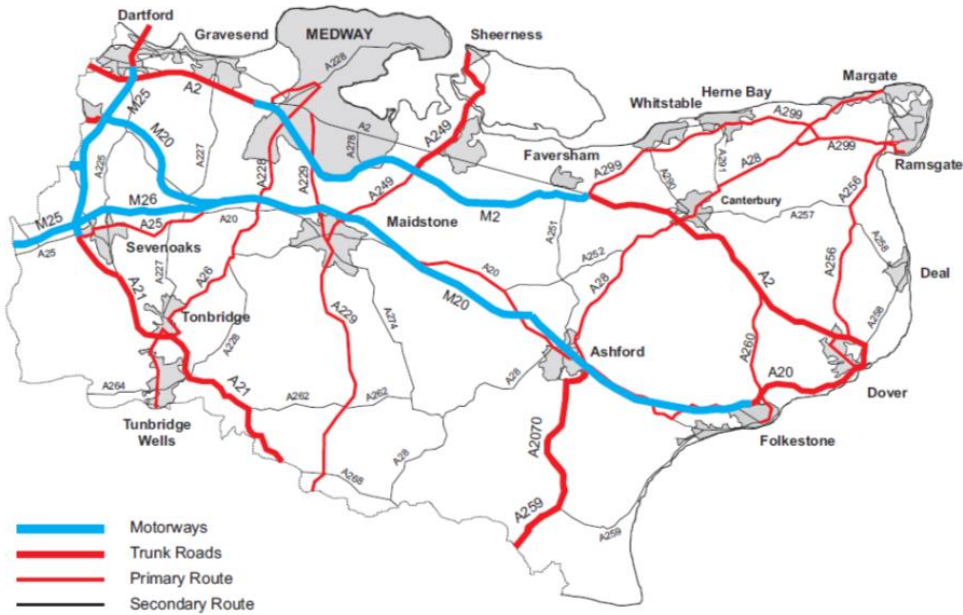 Dartford
Gravesend
MEDWAY
Sheerness
A228
A2
M25
M20
A225
A227
A228
A229
A278
A2
A249
A249
Whitstable
Herne Bay
Margate
A299
A299
A299
Ramsgate
Faversham
A290
A291
A28
A256
M2
Canterbury
A257
A258
Deal
M25
M26
A25
A25
A20
Sevenoaks
Maidstone
A251
A252
A28
A2
A256
A258
A21
A227
A26
Tonbridge
A229
A274
A20
M20
Ashford
A260
A20
Dover
A228
A21
A264
A262
A262
A28
Tunbridge
Wells
A268
A28
A2070
Folkestone
A259
A259
Motorways
Trunk Roads
Primary Route
Secondary Route